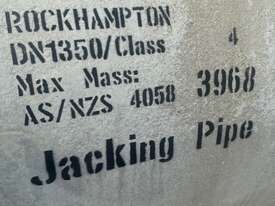 ROCKHAMPTON
DN1350/Class 4
Max Mass: 3968
AS/NZS 4058
Jacking Pipe